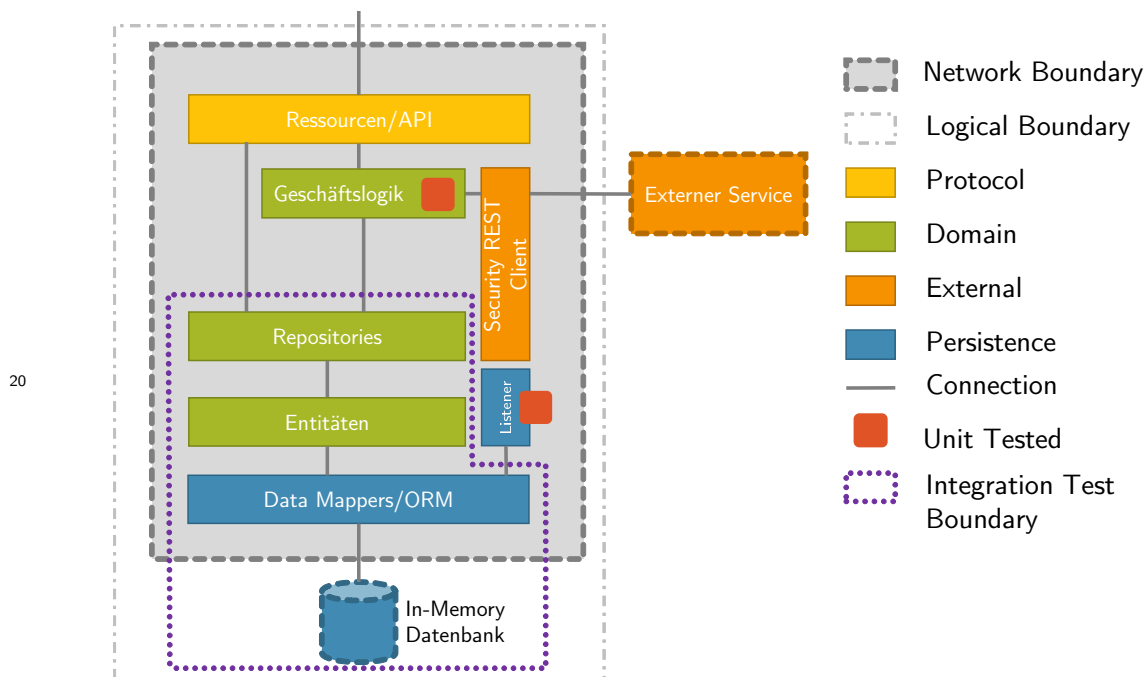 Ressourcen/API
Geschäftslogik
Security REST
Client
Externer Service
Repositories
Listener
Entitäten
Data Mappers/ORM
In-Memory
Datenbank
20
Network Boundary
Logical Boundary
Protocol
Domain
External
Persistence
Connection
Unit Tested
Integration Test
Boundary